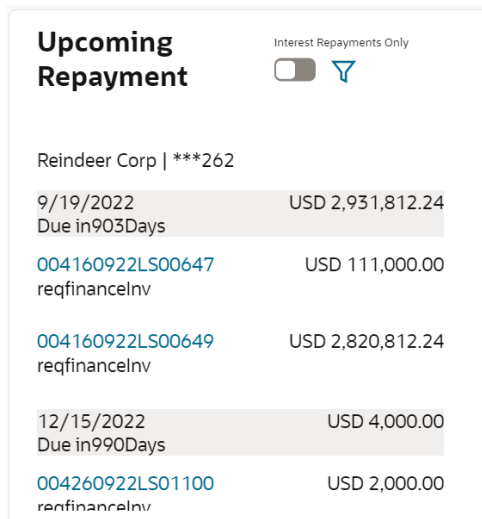 Upcoming
Repayment
Interest Repayments Only
Reindeer Corp | ***262
9/19/2022 USD 2,931,812.24
Due in903Days
004160922LS00647 USD 111,000.00
reqfinanceInv
004160922LS00649 USD 2,820,812.24
reqfinanceInv
12/15/2022 USD 4,000.00
Due in990Days
004260922LS01100 USD 2,000.00
reqfinanceInv